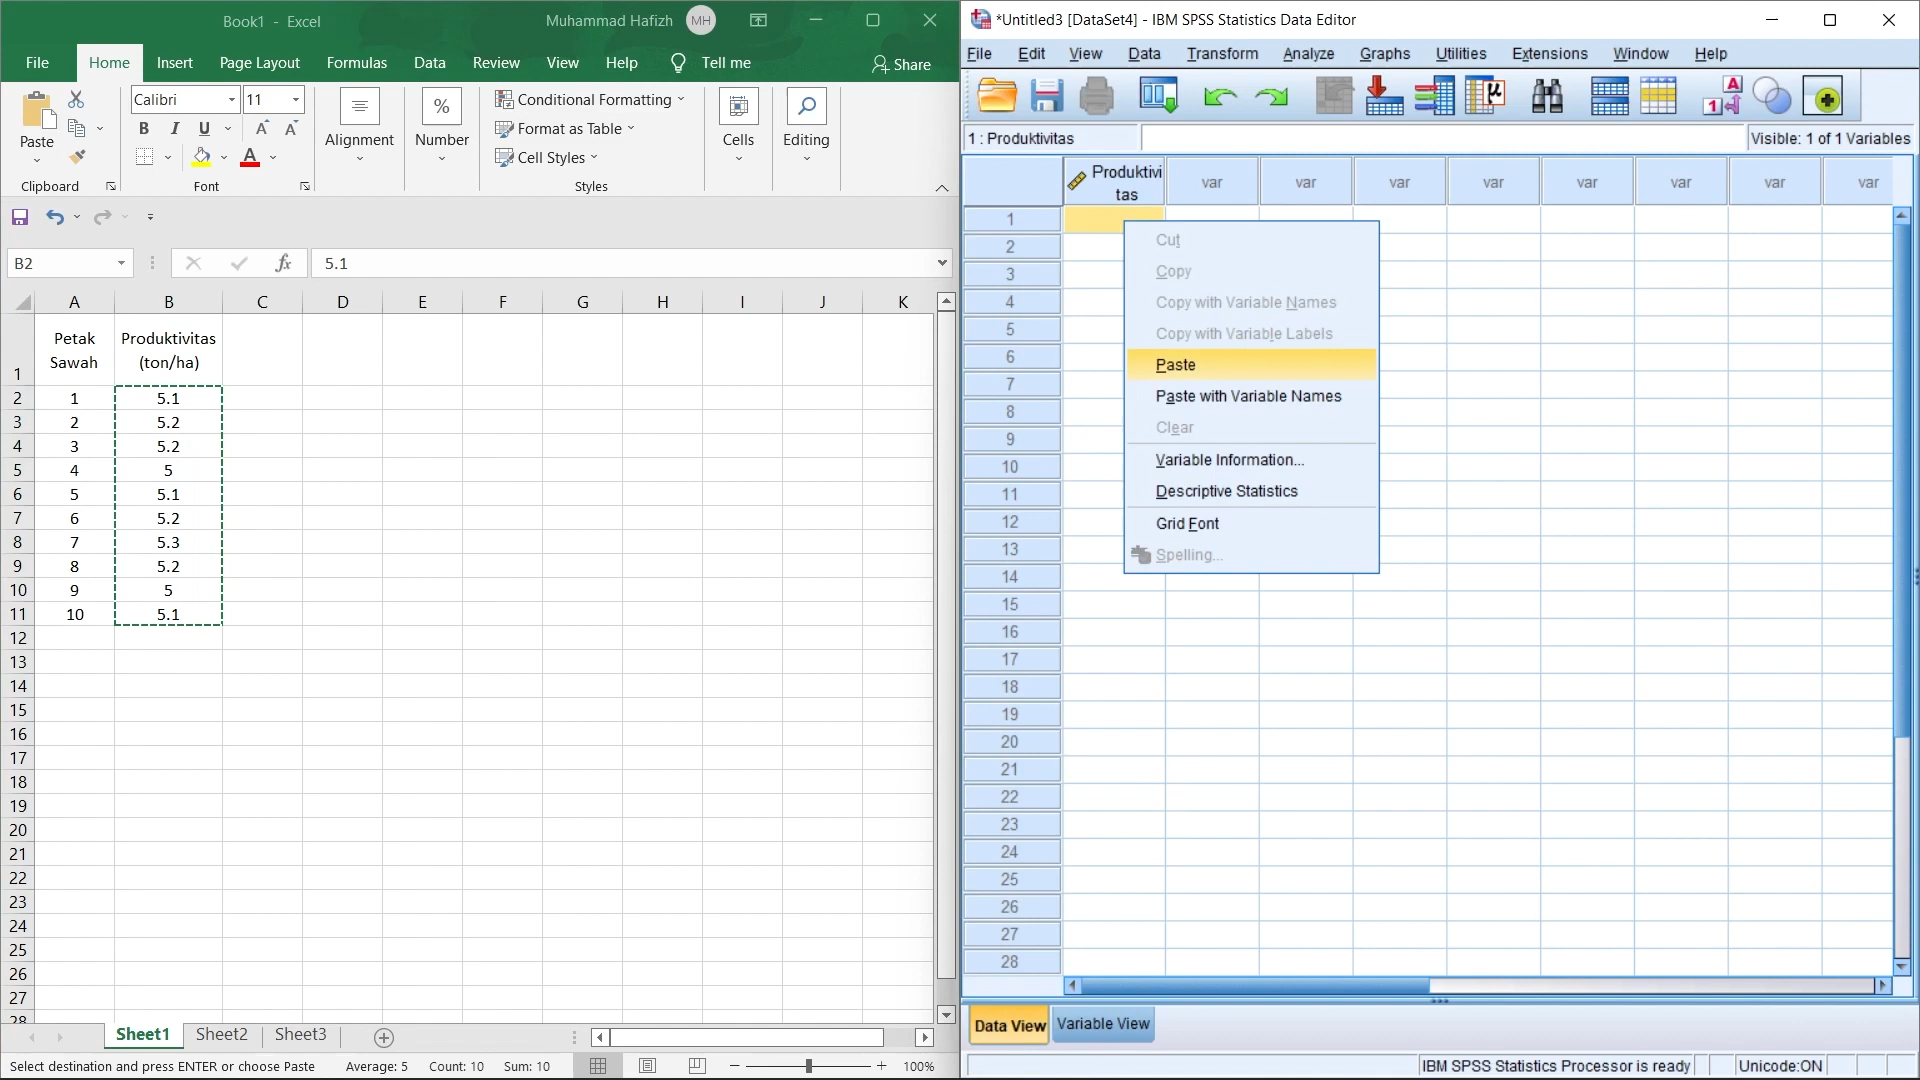 Book1 - Excel
Muhammad Hafizh MH
File Home Insert Page Layout Formulas Data Review View Help Tell me Share
Paste
Clipboard
Calibri 11
B I U A A
A
Font
Alignment
%
Number
Conditional Formatting
Format as Table
Cell Styles
Styles
Cells
Editing
B2 fx 5.1
A B C D E F G H I J K
1 Petak Sawah Produktivitas (ton/ha)
2 1 5.1
3 2 5.2
4 3 5.2
5 4 5
6 5 5.1
7 6 5.2
8 7 5.3
9 8 5.2
10 9 5
11 10 5.1
12
13
14
15
16
17
18
19
20
21
22
23
24
25
26
27
28
Sheet1 Sheet2 Sheet3
Select destination and press ENTER or choose Paste Average: 5 Count: 10 Sum: 10 100%
*Untitled3 [DataSet4] - IBM SPSS Statistics Data Editor
File Edit View Data Transform Analyze Graphs Utilities Extensions Window Help
μ 1 A
1 : Produktivitas Visible: 1 of 1 Variables
Produktivi
tas
var var var var var var var var
1
2
3
4
5
6
7
8
9
10
11
12
13
14
15
16
17
18
19
20
21
22
23
24
25
26
27
28
Cut
Copy
Copy with Variable Names
Copy with Variable Labels
Paste
Paste with Variable Names
Clear
Variable Information...
Descriptive Statistics
Grid Font
Spelling...
Data View Variable View
IBM SPSS Statistics Processor is ready Unicode:ON